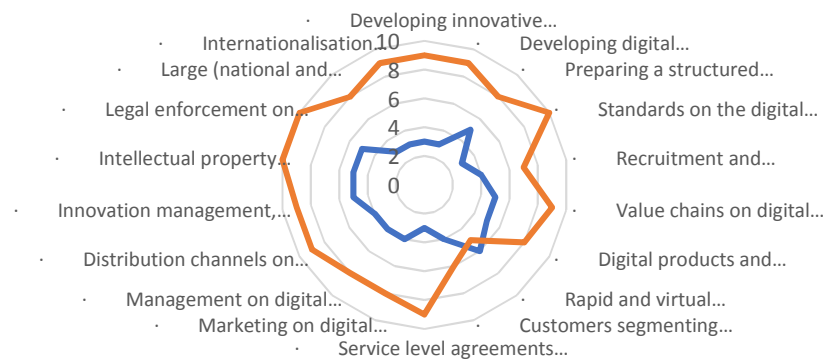 · Developing innovative…
· Developing digital…
· Preparing a structured…
· Standards on the digital…
· Recruitment and…
· Value chains on digital…
· Digital products and…
· Rapid and virtual…
· Customers segmenting…
· Service level agreements…
· Marketing on digital…
· Management on digital…
· Distribution channels on…
· Innovation management,…
· Intellectual property…
· Legal enforcement on…
· Large (national and…
· Internationalisation…
10
8
6
4
2
0